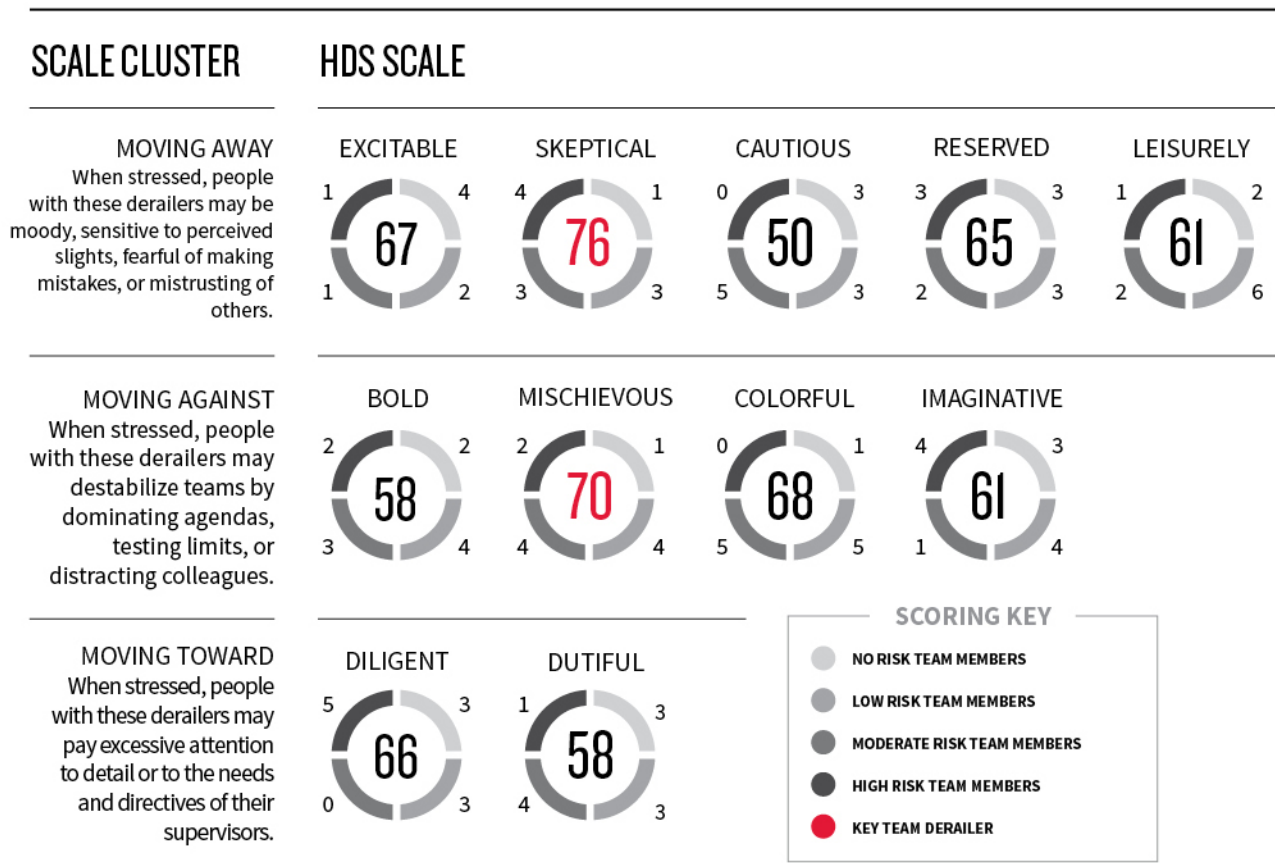 SCALE CLUSTER
HDS SCALE
MOVING AWAY
When stressed, people
with these derailers may be
moody, sensitive to perceived
slights, fearful of making
mistakes, or mistrusting of
others.
EXCITABLE
1 4
67
1 2
SKEPTICAL
4 1
76
3 3
CAUTIOUS
0 3
50
5 3
RESERVED
3 3
65
2 3
LEISURELY
1 2
61
2 6
MOVING AGAINST
When stressed, people
with these derailers may
destabilize teams by
dominating agendas,
testing limits, or
distracting colleagues.
BOLD
2 2
58
3 4
MISCHIEVOUS
2 1
70
4 4
COLORFUL
0 1
68
5 5
IMAGINATIVE
4 3
61
1 4
MOVING TOWARD
When stressed, people
with these derailers may
pay excessive attention
to detail or to the needs
and directives of their
supervisors.
DILIGENT
5 3
66
0 3
DUTIFUL
1 3
58
4 3
SCORING KEY
NO RISK TEAM MEMBERS
LOW RISK TEAM MEMBERS
MODERATE RISK TEAM MEMBERS
HIGH RISK TEAM MEMBERS
KEY TEAM DERAILER